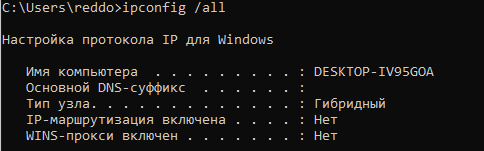 C:\Users\reddo>ipconfig /all
Настройка протокола IP для Windows
Имя компьютера . . . . . . . . . : DESKTOP-IV95GOA
Основной DNS-суффикс . . . . . . :
Тип узла. . . . . . . . . . . . . : Гибридный
IP-маршрутизация включена . . . . : Нет
WINS-прокси включен . . . . . . . : Нет